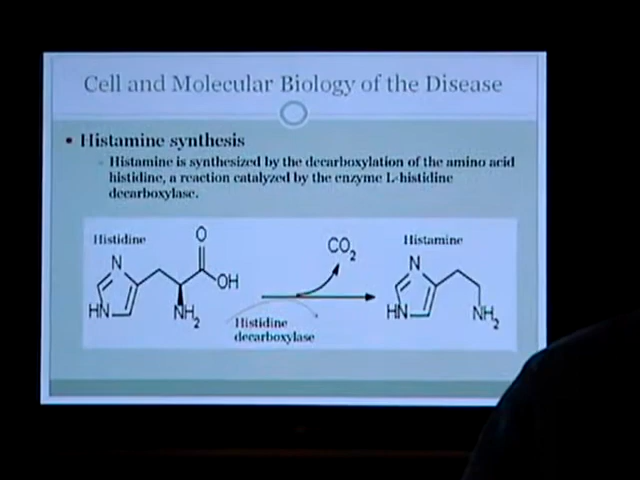 Cell and Molecular Biology of the Disease
• Histamine synthesis
Histamine is synthesized by the decarboxylation of the amino acid
histidine, a reaction catalyzed by the enzyme L-histidine
decarboxylase.
Histidine
O
CO2
Histamine
N
OH
N
HN
NH2
HN
NH2
Histidine
decarboxylase